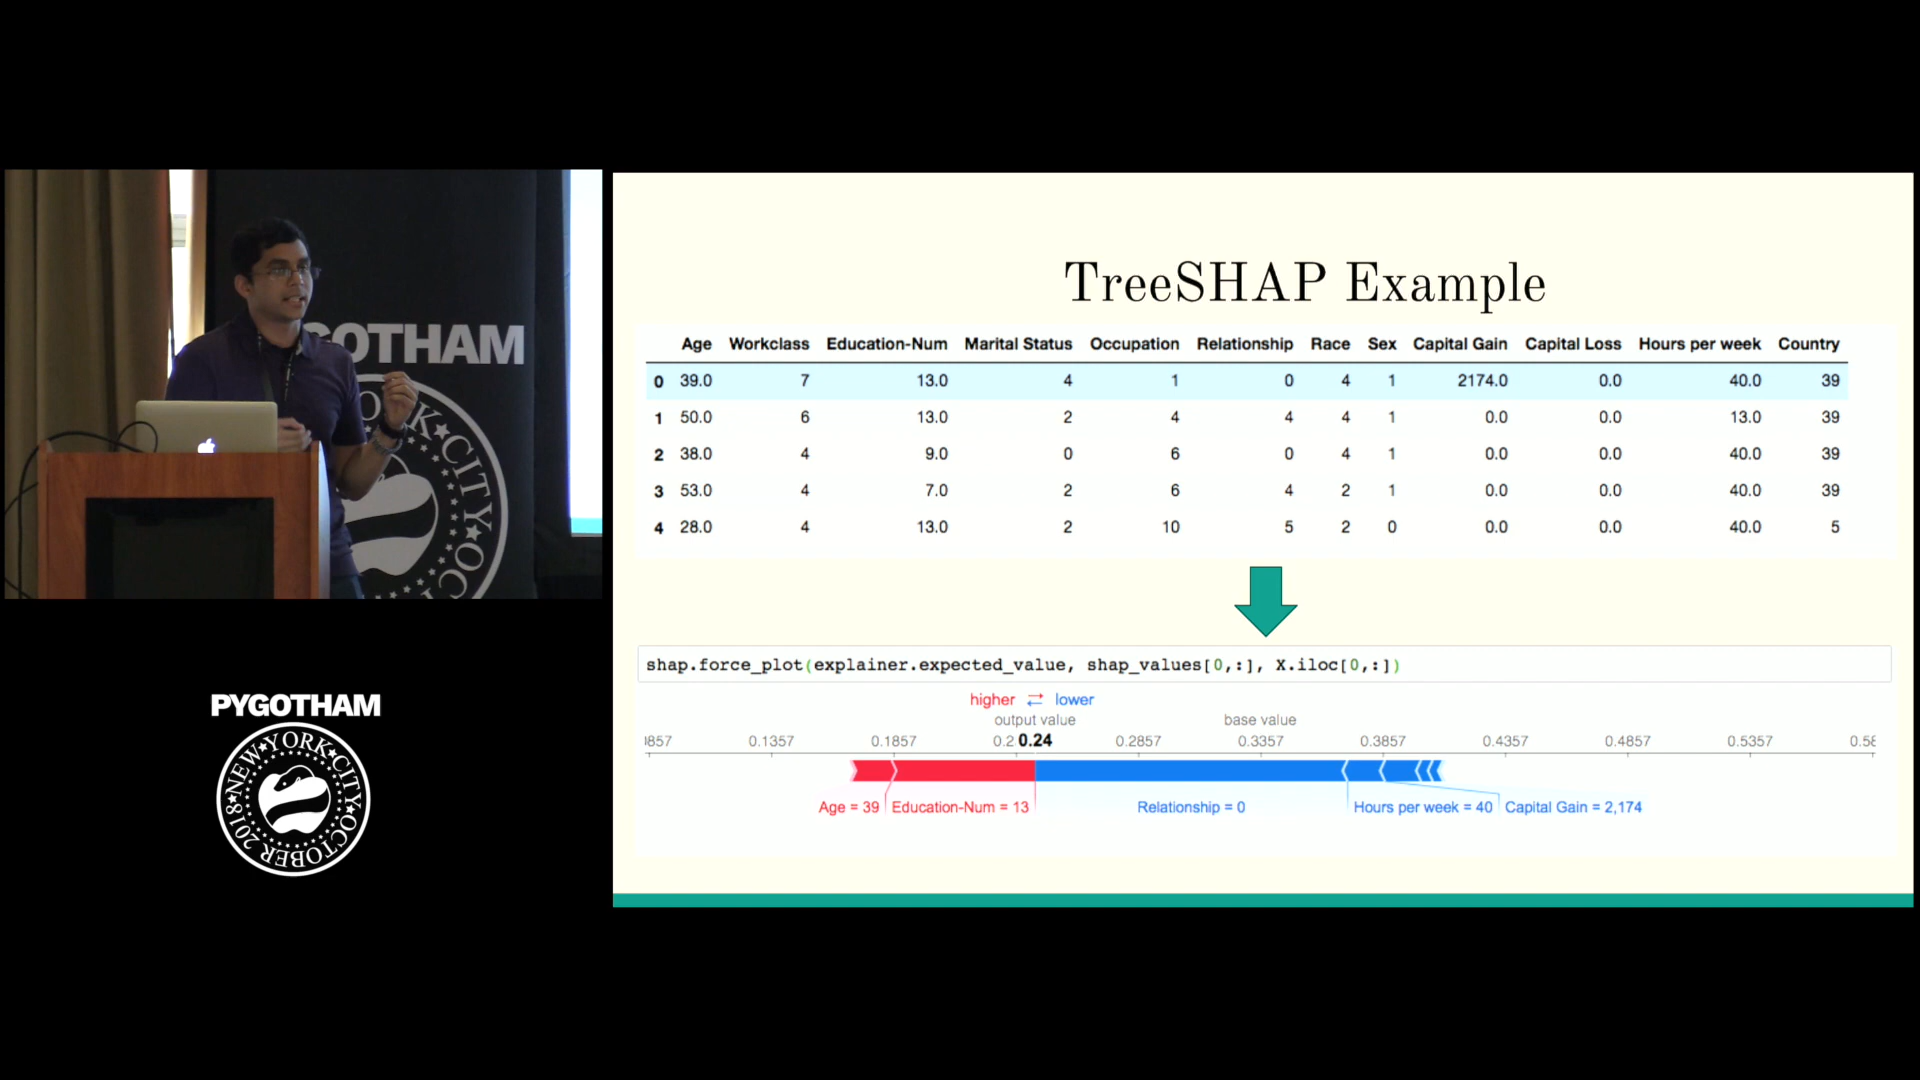 GOTHAM
YORK CITY OC
PYGOTHAM
NEW YORK CITY OCTOBER 2018
TreeSHAP Example
Age Workclass Education-Num Marital Status Occupation Relationship Race Sex Capital Gain Capital Loss Hours per week Country
0 39.0 7 13.0 4 1 0 4 1 2174.0 0.0 40.0 39
1 50.0 6 13.0 2 4 4 4 1 0.0 0.0 13.0 39
2 38.0 4 9.0 0 6 0 4 1 0.0 0.0 40.0 39
3 53.0 4 7.0 2 6 4 2 1 0.0 0.0 40.0 39
4 28.0 4 13.0 2 10 5 2 0 0.0 0.0 40.0 5
shap.force_plot(explainer.expected_value, shap_values[0,:], X.iloc[0,:])
higher ⇄ lower
output value base value
0.1357 0.1857 0.2 0.24 0.2857 0.3357 0.3857 0.4357 0.4857 0.5357
Age = 39 Education-Num = 13 Relationship = 0 Hours per week = 40 Capital Gain = 2,174